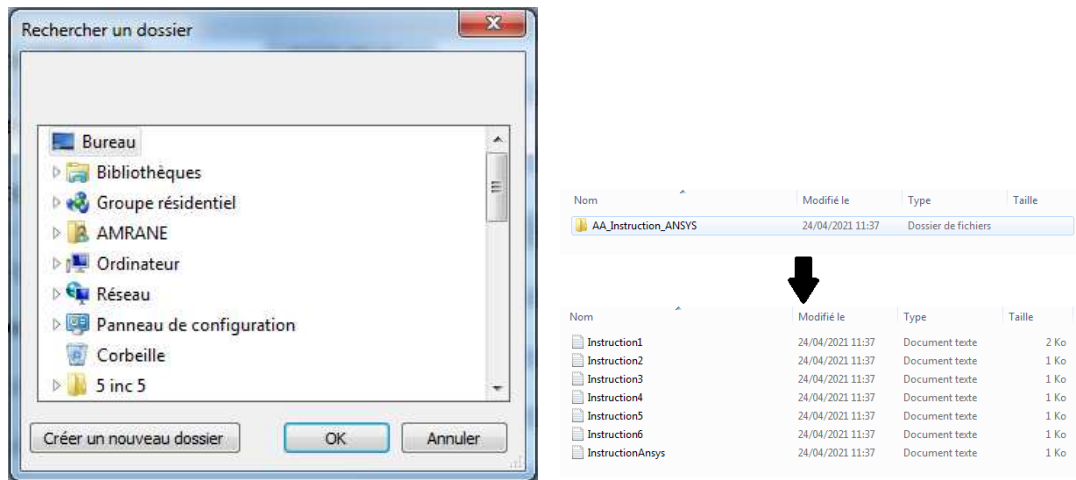 Rechercher un dossier
Bureau
Bibliothèques
Groupe résidentiel
AMRANE
Ordinateur
Réseau
Panneau de configuration
Corbeille
5 inc 5
Créer un nouveau dossier OK Annuler
Nom Modifié le Type Taille
AA_Instruction_ANSYS 24/04/2021 11:37 Dossier de fichiers
Nom Modifié le Type Taille
Instruction1 24/04/2021 11:37 Document texte 2 Ko
Instruction2 24/04/2021 11:37 Document texte 1 Ko
Instruction3 24/04/2021 11:37 Document texte 1 Ko
Instruction4 24/04/2021 11:37 Document texte 1 Ko
Instruction5 24/04/2021 11:37 Document texte 1 Ko
Instruction6 24/04/2021 11:37 Document texte 1 Ko
InstructionAnsys 24/04/2021 11:37 Document texte 1 Ko